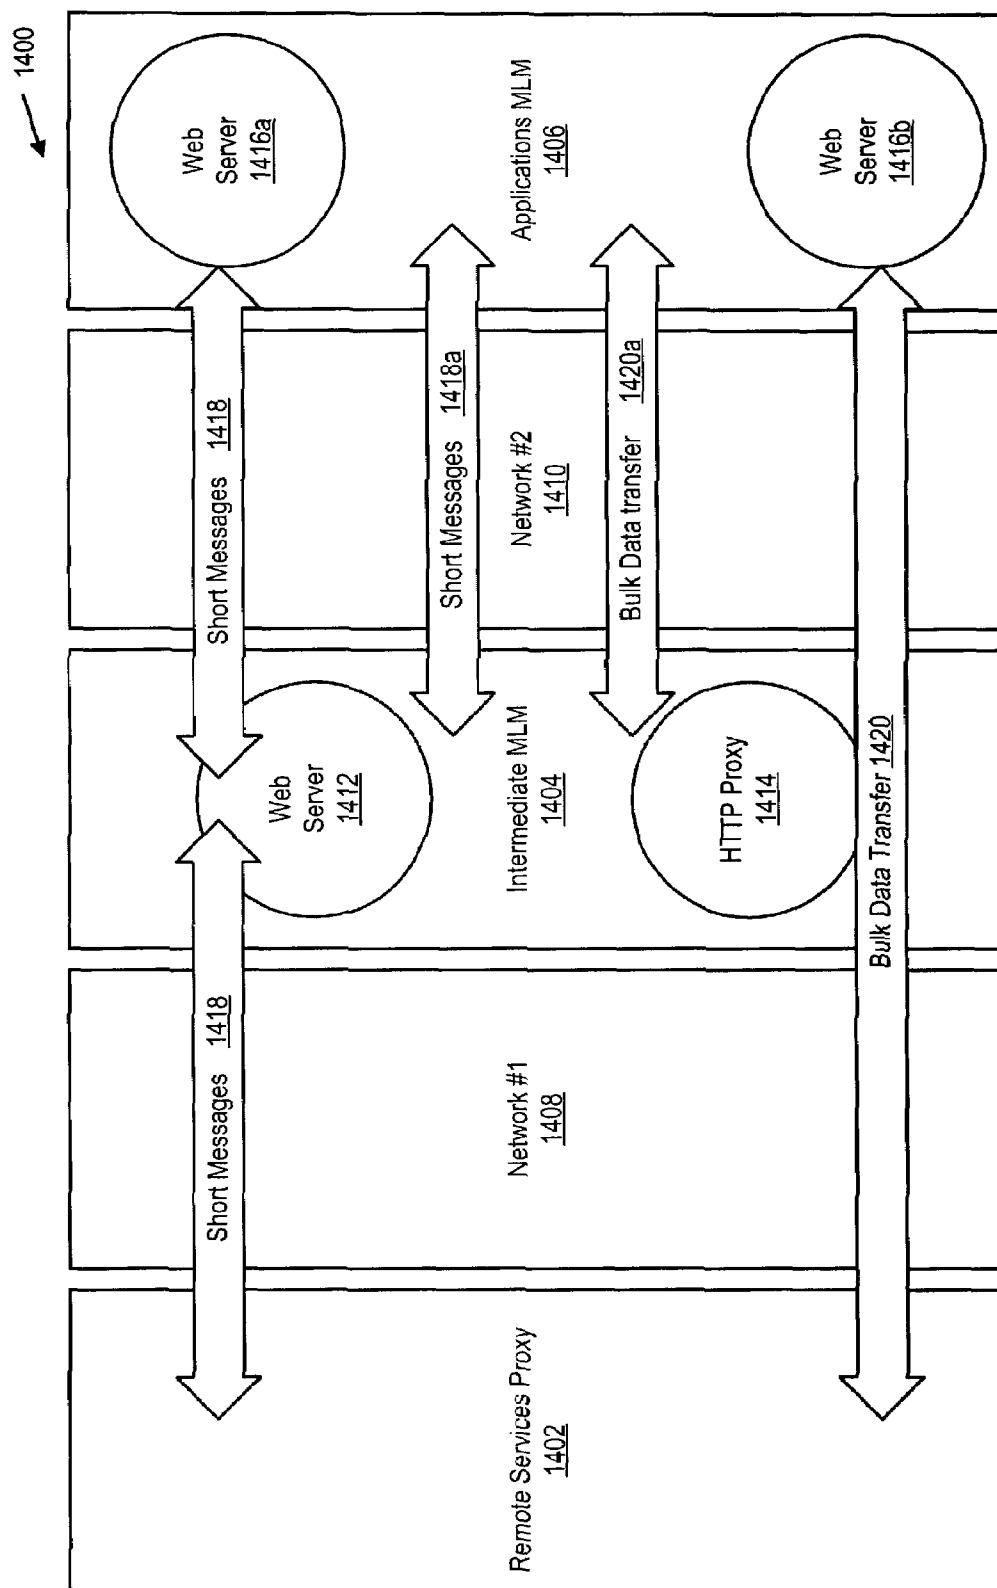 1400
Remote Services Proxy
1402
Short Messages 1418
Network #1
1408
Web
Server
1412
Intermediate MLM
1404
HTTP Proxy
1414
Bulk Data Transfer 1420
Short Messages 1418
Short Messages 1418a
Network #2
1410
Bulk Data transfer 1420a
Web
Server
1416a
Applications MLM
1406
Web
Server
1416b